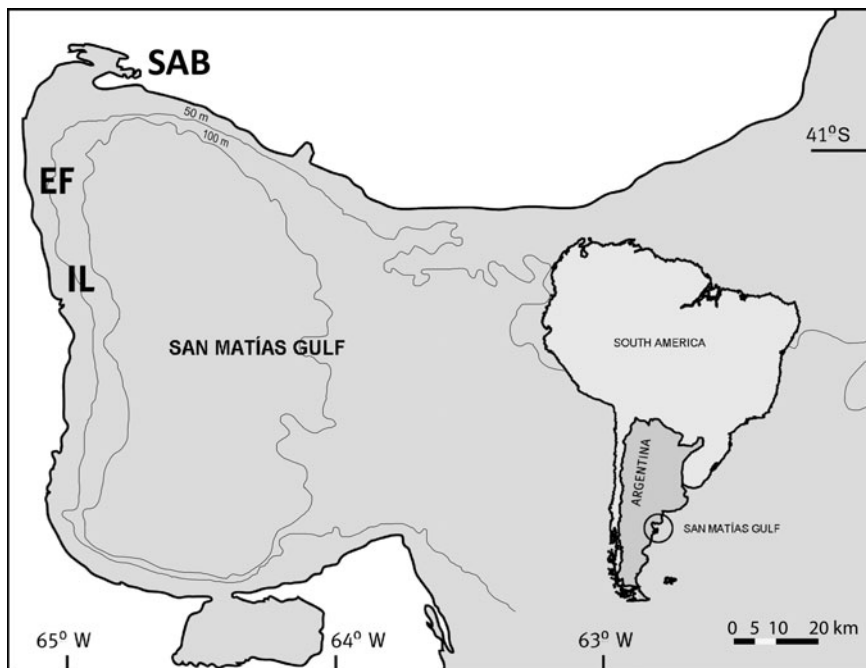 SAB
50 m
100 m
41°S
EF
IL
SAN MATÍAS GULF
SOUTH AMERICA
ARGENTINA
SAN MATÍAS GULF
65° W
64° W
63° W
0 5 10 20 km